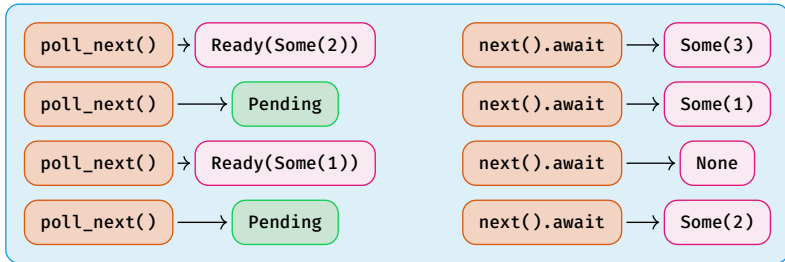 poll_next() Ready(Some(2)) next().await Some(3)
poll_next() Pending next().await Some(1)
poll_next() Ready(Some(1)) next().await None
poll_next() Pending next().await Some(2)